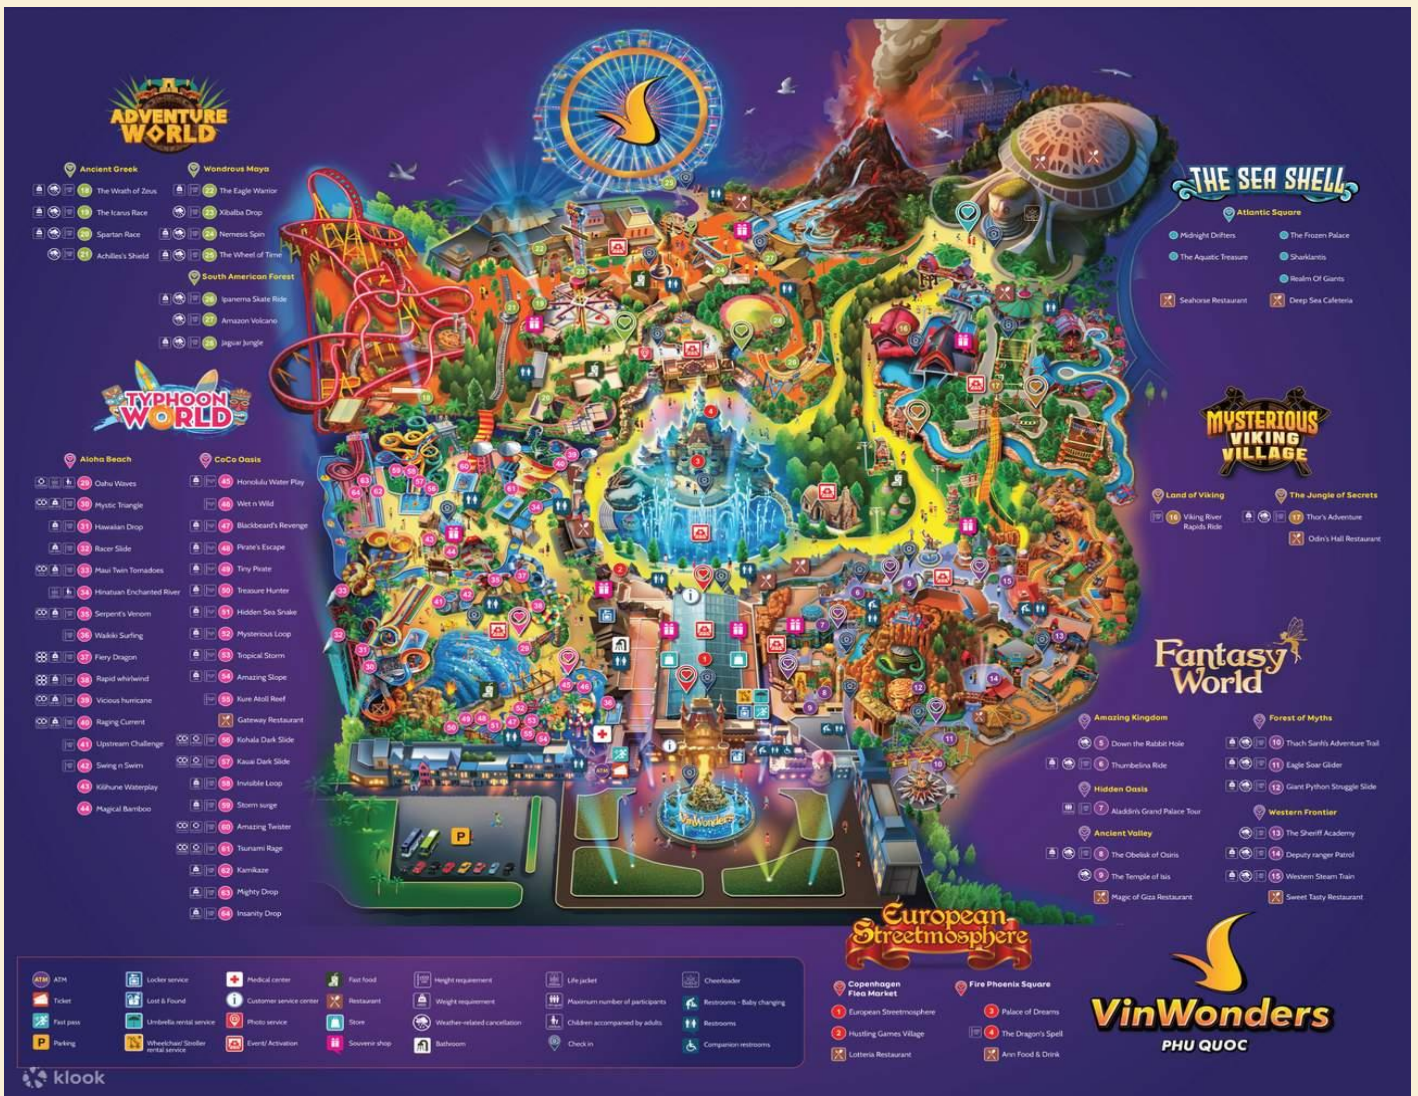 ADVENTURE
WORLD
Ancient Greek
18 The Wrath of Zeus
19 The Icarus Race
20 Spartan Race
21 Achilles's Shield
Wondrous Maya
22 The Eagle Warrior
23 Xibalba Drop
24 Nemesis Spin
25 The Wheel of Time
South American Forest
26 Ipanema Skate Ride
27 Amazon Volcano
28 Jaguar Jungle
TYPHOON
WORLD
Aloha Beach
29 Oahu Waves
30 Mystic Triangle
31 Hawaiian Drop
32 Racer Slide
33 Maui Twin Tornadoes
34 Hinatuan Enchanted River
35 Serpent's Venom
36 Waikiki Surfing
37 Fiery Dragon
38 Rapid whirlwind
39 Vicious hurricane
40 Raging Current
41 Upstream Challenge
42 Swing n Swim
43 Kilihune Waterplay
44 Magical Bamboo
CoCo Oasis
45 Honolulu Water Play
46 Wet n Wild
47 Blackbeard's Revenge
48 Pirate's Escape
49 Tiny Pirate
50 Treasure Hunter
51 Hidden Sea Snake
52 Mysterious Loop
53 Tropical Storm
54 Amazing Slope
55 Kure Atoll Reef
Gateway Restaurant
56 Kohala Dark Slide
57 Kauai Dark Slide
58 Invisible Loop
59 Storm surge
60 Amazing Twister
61 Tsunami Rage
62 Kamikaze
63 Mighty Drop
64 Insanity Drop
THE SEA SHELL
Atlantic Square
Midnight Drifters
The Aquatic Treasure
The Frozen Palace
Sharklantis
Realm Of Giants
Seahorse Restaurant
Deep Sea Cafeteria
MYSTERIOUS
VIKING
VILLAGE
Land of Viking
16 Viking River
Rapids Ride
The Jungle of Secrets
17 Thor's Adventure
Odin's Hall Restaurant
Fantasy
World
Amazing Kingdom
5 Down the Rabbit Hole
6 Thumbelina Ride
Hidden Oasis
7 Aladdin's Grand Palace Tour
Ancient Valley
8 The Obelisk of Osiris
9 The Temple of Isis
Magic of Giza Restaurant
Forest of Myths
10 Thach Sanh's Adventure Trail
11 Eagle Soar Glider
12 Giant Python Struggle Slide
Western Frontier
13 The Sheriff Academy
14 Deputy ranger Patrol
15 Western Steam Train
Sweet Tasty Restaurant
VinWonders
P
European
Streetmosphere
Copenhagen
Flea Market
1 European Streetmosphere
2 Hustling Games Village
Lotteria Restaurant
Fire Phoenix Square
3 Palace of Dreams
4 The Dragon's Spell
Ann Food & Drink
VinWonders
PHU QUOC
ATM ATM
Ticket
Fast pass
P Parking
Locker service
Lost & Found
Umbrella rental service
Wheelchair/ Stroller
rental service
Medical center
Customer service center
Photo service
Event/ Activation
Fast food
Restaurant
Store
Souvenir shop
Height requirement
Weight requirement
Weather-related cancellation
Bathroom
Life jacket
Maximum number of participants
Children accompanied by adults
Check in
Cheerleader
Restrooms - Baby changing
Restrooms
Companion restrooms
klook